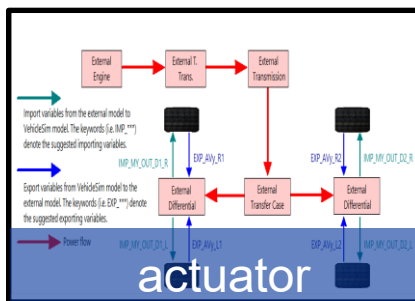 External
Engine
External T.
Trans.
External
Transmission
Import variables from the external model to
VehicleSim model. The keywords (i.e. IMP_***)
denote the suggested importing variables.
Export variables from VehicleSim model to the
external model. The keywords (i.e. EXP_***) denote
the suggested exporting variables.
Power flow
IMP_MY_OUT_D1_R
EXP_AVy_R1
EXP_AVy_R2
IMP_MY_OUT_D2_R
External
Differential
External
Transfer Case
External
Differential
IMP_MY_OUT_D1_L
EXP_AVy_L1
EXP_AVy_L2
IMP_MY_OUT_D2_L
actuator